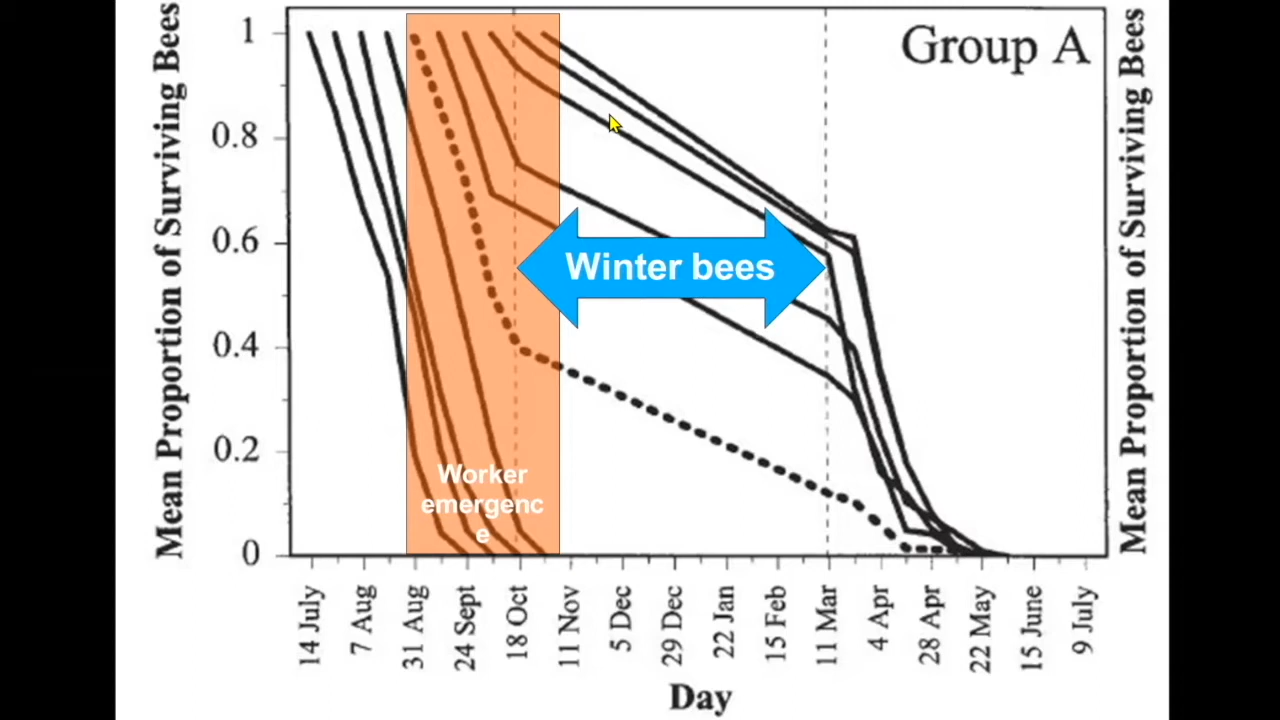 Group A
Mean Proportion of Surviving Bees
1
0.8
0.6
0.4
0.2
0
Winter bees
Worker
emergenc
e
14 July
7 Aug
31 Aug
24 Sept
18 Oct
11 Nov
5 Dec
29 Dec
22 Jan
15 Feb
11 Mar
4 Apr
28 Apr
22 May
15 June
9 July
Day
Mean Proportion of Surviving Bees